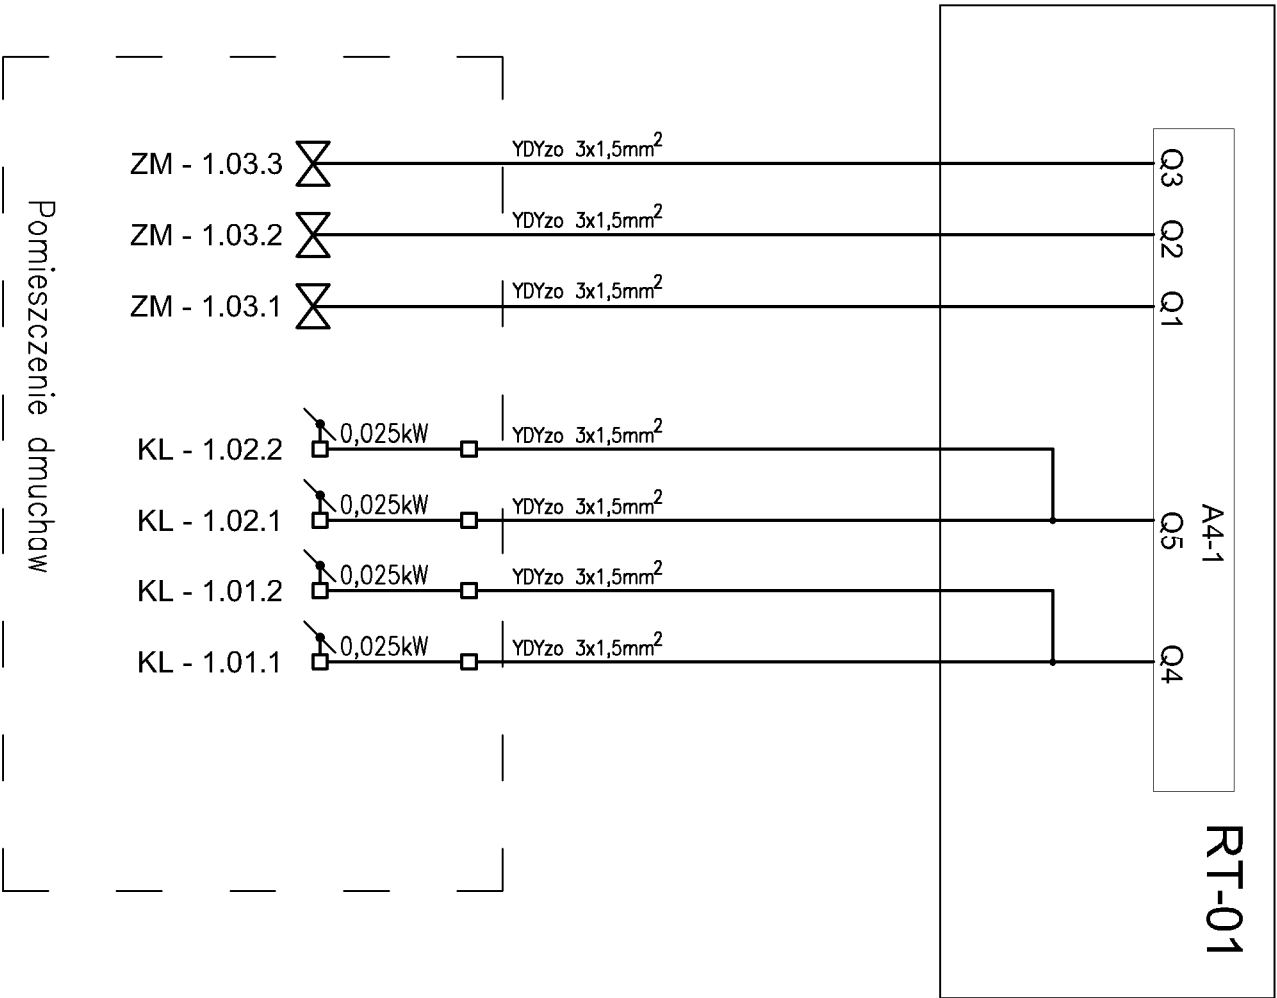 ZM - 1.03.3
YDYzo 3x1,5mm²
Q3
ZM - 1.03.2
YDYzo 3x1,5mm²
Q2
ZM - 1.03.1
YDYzo 3x1,5mm²
Q1
KL - 1.02.2
0,025kW
YDYzo 3x1,5mm²
KL - 1.02.1
0,025kW
YDYzo 3x1,5mm²
Q5
KL - 1.01.2
0,025kW
YDYzo 3x1,5mm²
KL - 1.01.1
0,025kW
YDYzo 3x1,5mm²
Q4
Pomieszczenie dmuchaw
A4-1
RT-01